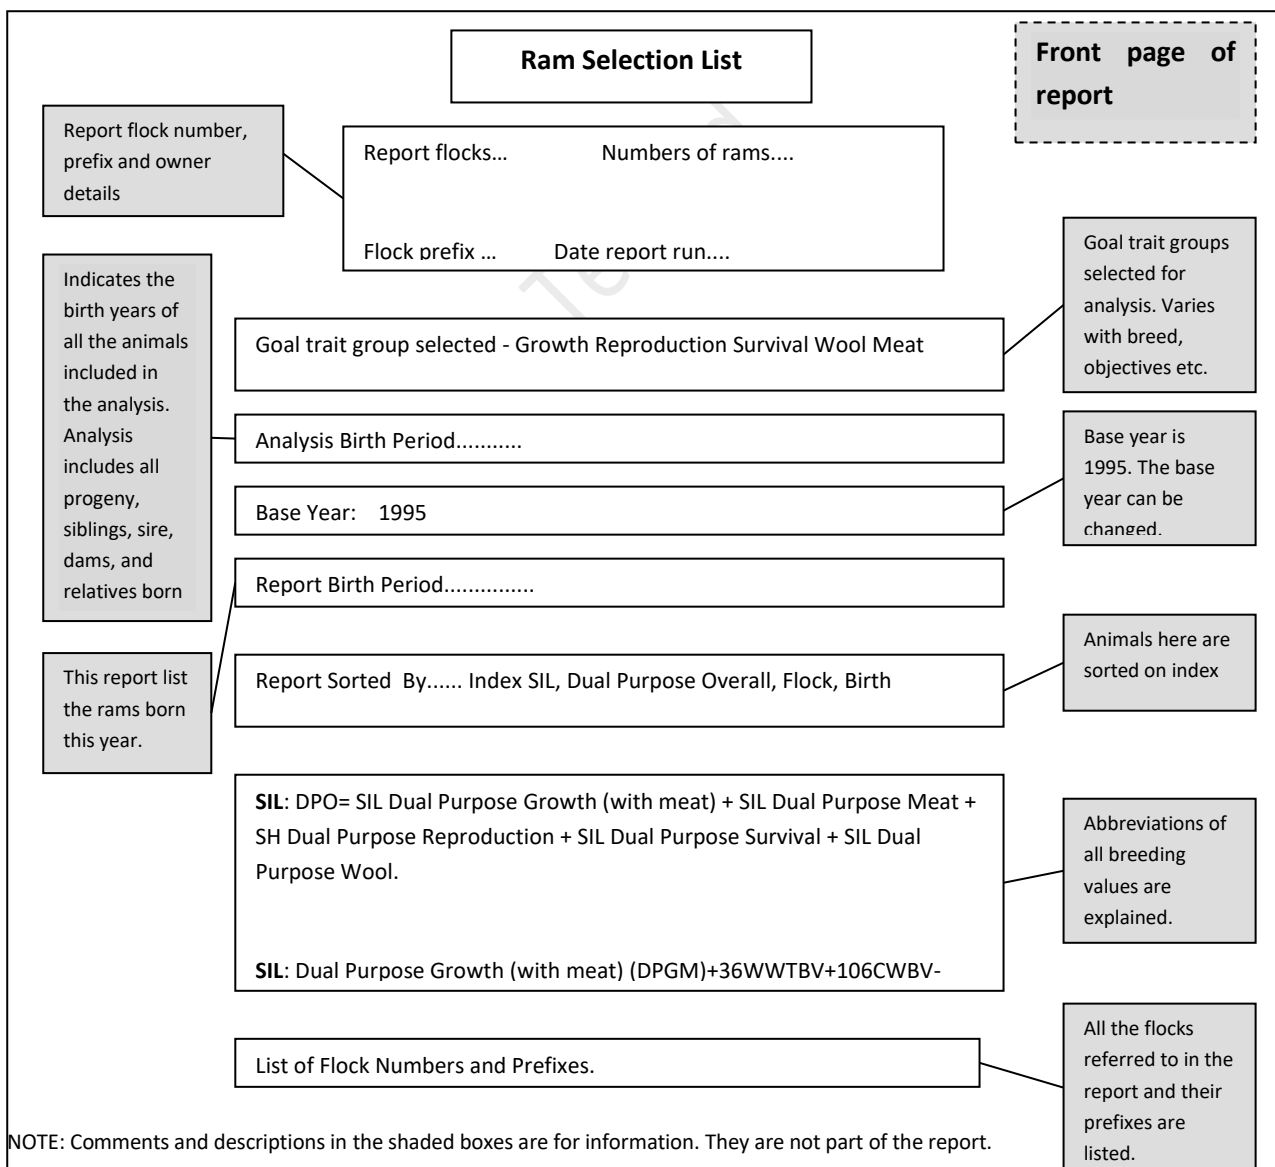 Ram Selection List
Front page of
report
Report flock number,
prefix and owner
details
Report flocks... Numbers of rams....
Flock prefix ... Date report run....
Goal trait groups
selected for
analysis. Varies
with breed,
objectives etc.
Indicates the
birth years of
all the animals
included in
the analysis.
Analysis
includes all
progeny,
siblings, sire,
dams, and
relatives born
Goal trait group selected - Growth Reproduction Survival Wool Meat
Analysis Birth Period...........
Base year is
1995. The base
year can be
changed.
Base Year: 1995
Report Birth Period...............
This report list
the rams born
this year.
Report Sorted By...... Index SIL, Dual Purpose Overall, Flock, Birth
Animals here are
sorted on index
SIL: DPO= SIL Dual Purpose Growth (with meat) + SIL Dual Purpose Meat +
SH Dual Purpose Reproduction + SIL Dual Purpose Survival + SIL Dual
Purpose Wool.
SIL: Dual Purpose Growth (with meat) (DPGM)+36WWTBV+106CWBV-
Abbreviations of
all breeding
values are
explained.
List of Flock Numbers and Prefixes.
All the flocks
referred to in the
report and their
prefixes are
listed.
NOTE: Comments and descriptions in the shaded boxes are for information. They are not part of the report.